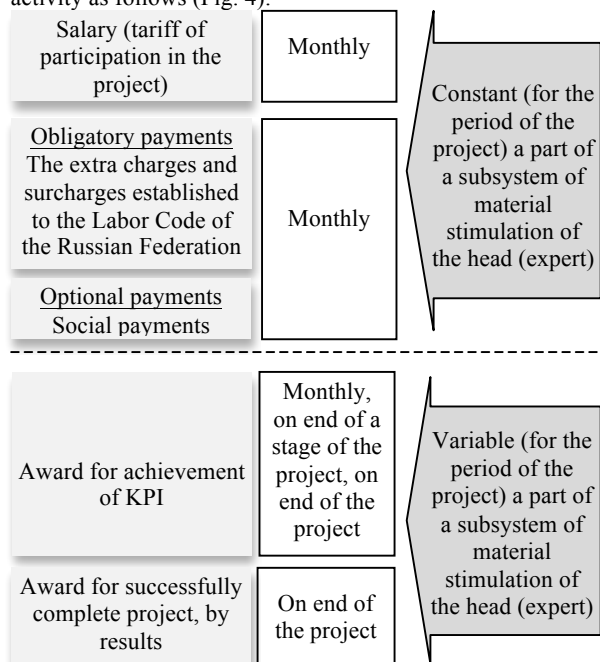 activity as follows (Fig. 4).
Salary (tariff of
participation in the
project)
Monthly
Obligatory payments
The extra charges and
surcharges established
to the Labor Code of
the Russian Federation
Monthly
Optional payments
Social payments
Constant (for the
period of the
project) a part of
a subsystem of
material
stimulation of
the head (expert)
Award for achievement
of KPI
Monthly,
on end of a
stage of the
project, on
end of the
project
Award for successfully
complete project, by
results
On end of
the project
Variable (for the
period of the
project) a part of
a subsystem of
material
stimulation of
the head (expert)